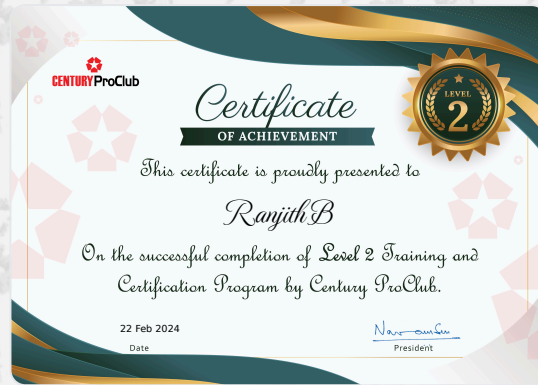 CENTURY ProClub
LEVEL
2
Certificate
OF ACHIEVEMENT
This certificate is proudly presented to
Ranjith B
On the successful completion of Level 2 Training and
Certification Program by Century ProClub.
22 Feb 2024
Date
President